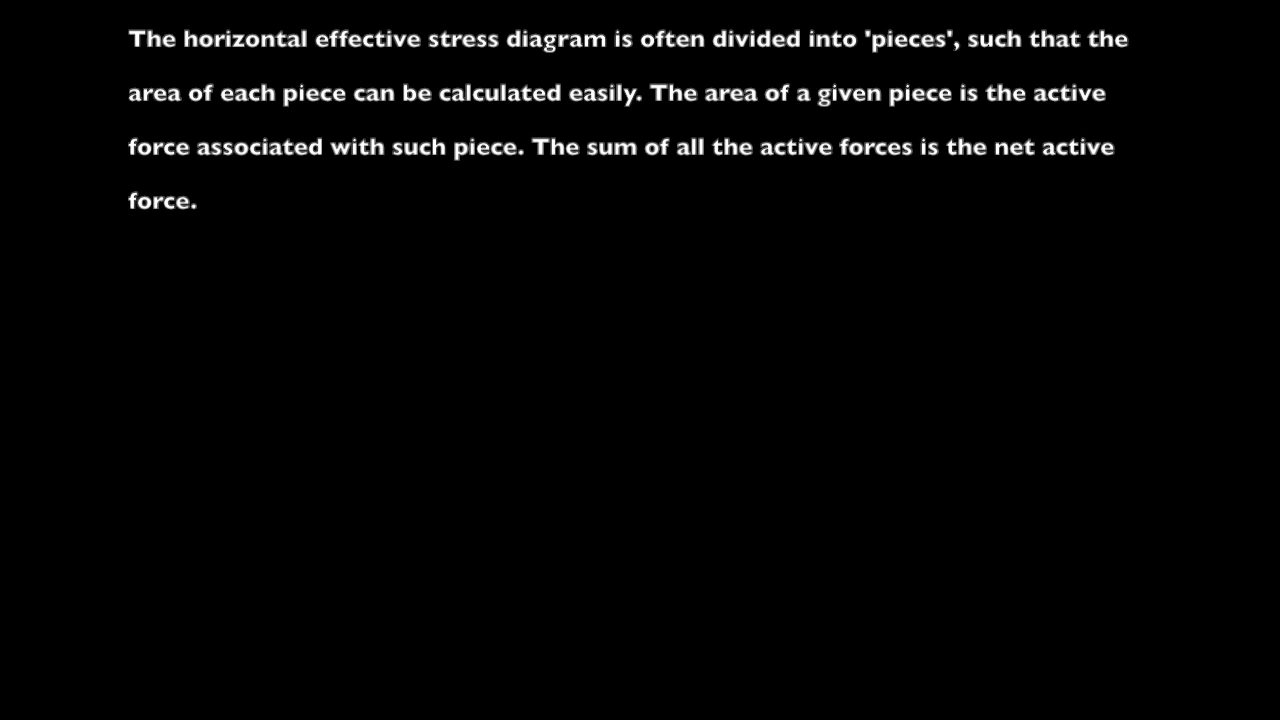 The horizontal effective stress diagram is often divided into 'pieces', such that the
area of each piece can be calculated easily. The area of a given piece is the active
force associated with such piece. The sum of all the active forces is the net active
force.